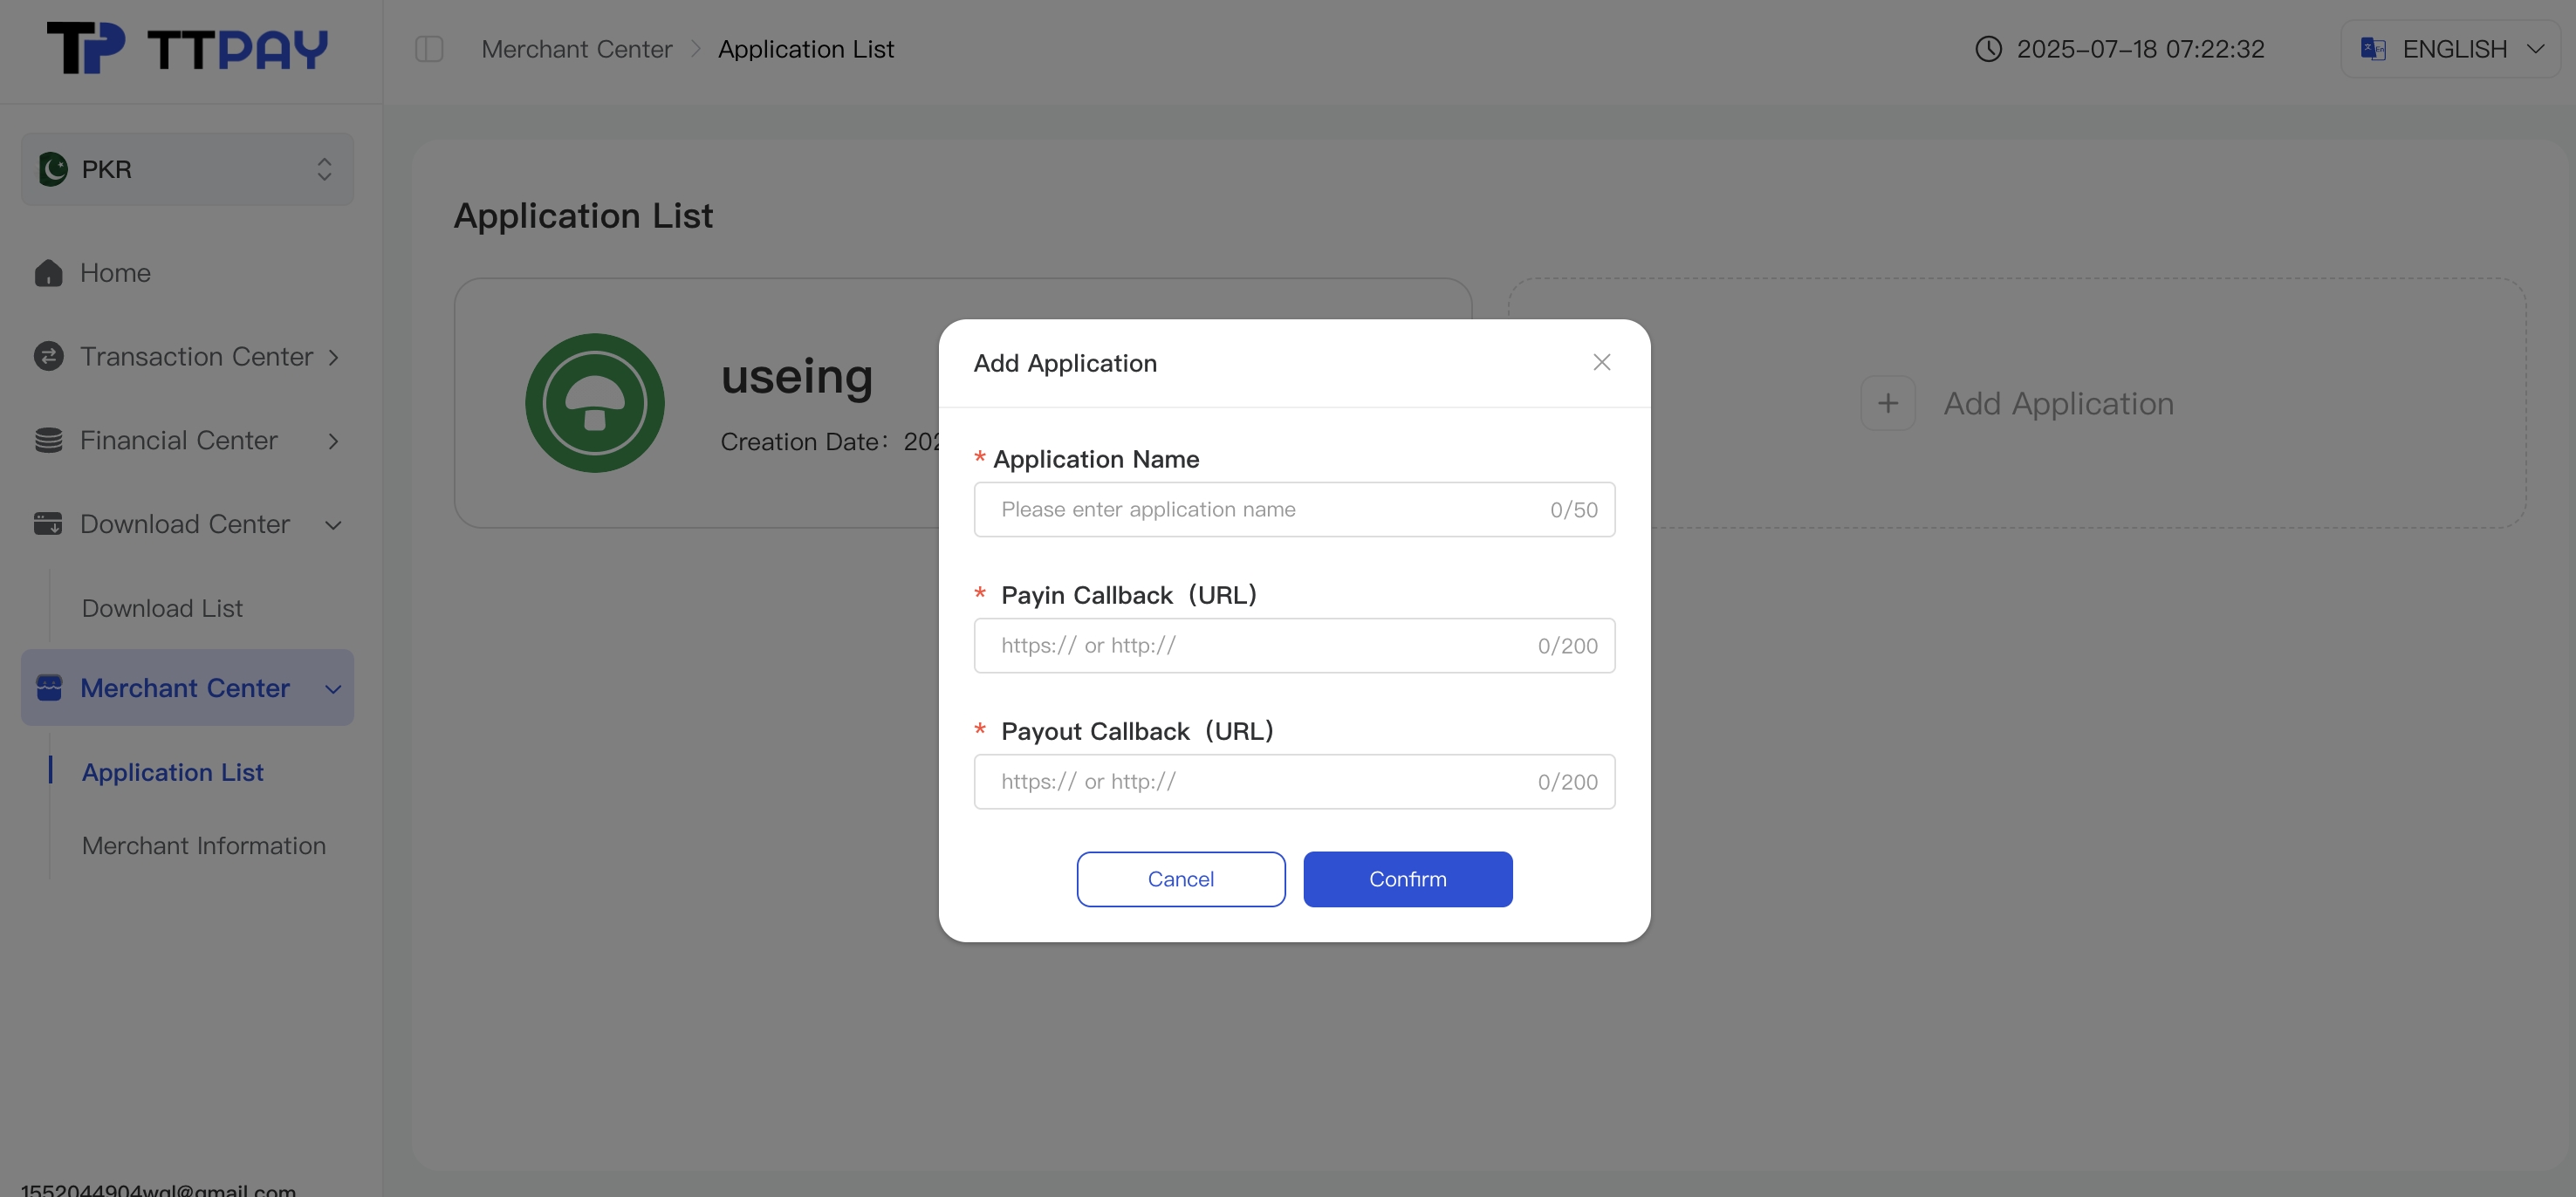 TP TTPAY
Merchant Center > Application List
2025-07-18 07:22:32
ENGLISH
PKR
Home
Transaction Center
Financial Center
Download Center
Download List
Merchant Center
Application List
Merchant Information
1552044904wql@gmail.com
Application List
useing
Creation Date： 202
Add Application
Add Application
* Application Name
Please enter application name 0/50
* Payin Callback（URL）
https:// or http:// 0/200
* Payout Callback（URL）
https:// or http:// 0/200
Cancel
Confirm